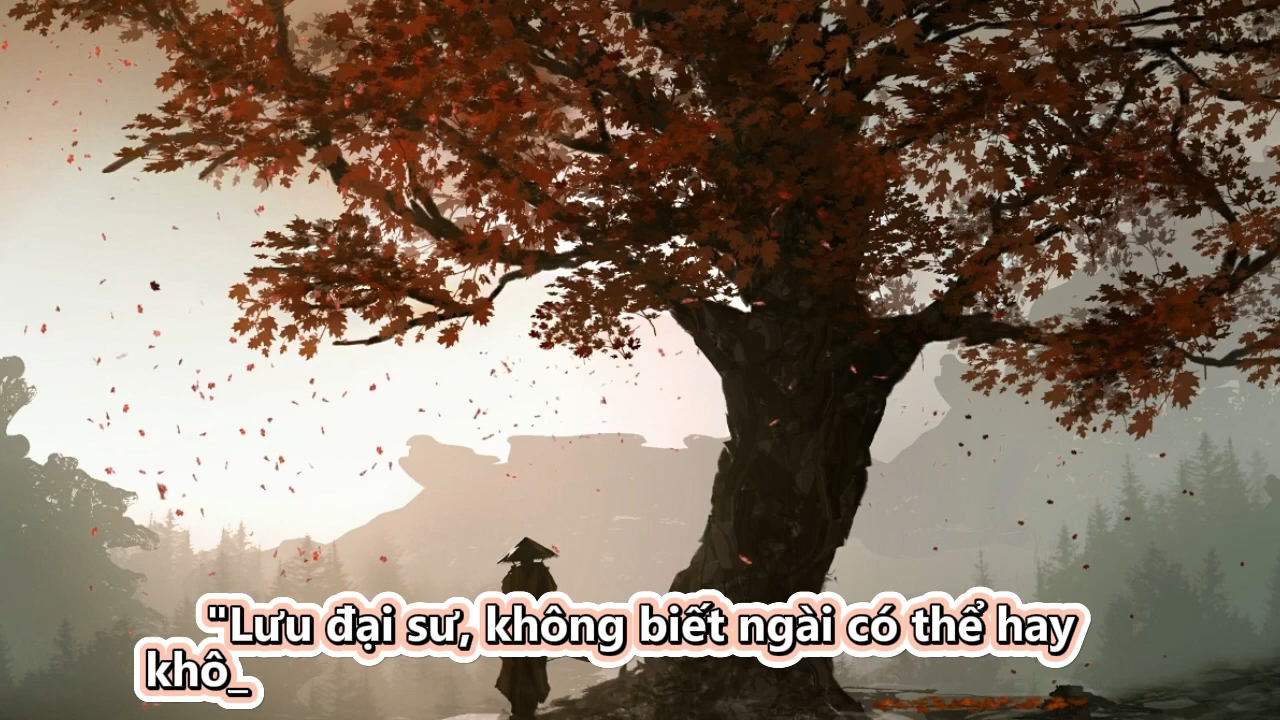 "Lưu đại sư, không biết ngài có thể hay
khô_